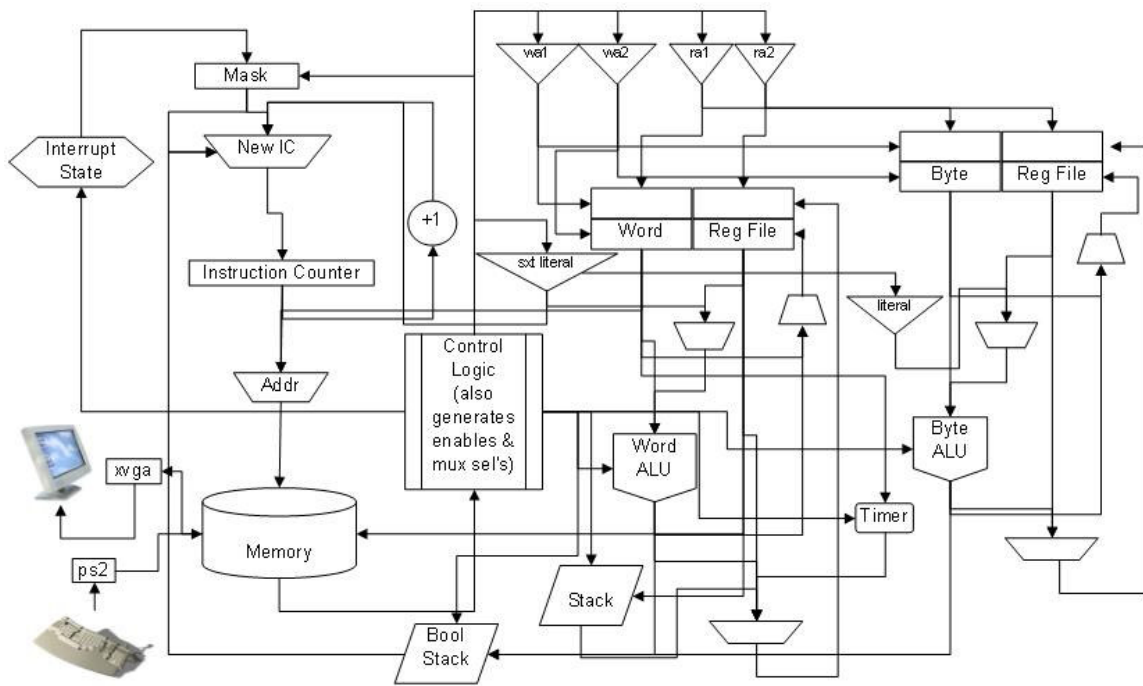 wa1
wa2
ra1
ra2
Mask
New IC
Interrupt
State
+1
Byte
Reg File
Word
Reg File
sxt literal
Instruction Counter
literal
Control
Logic
(also
generates
enables &
mux sel's)
Addr
Word
ALU
Byte
ALU
xvga
Timer
Memory
ps2
Stack
Bool
Stack